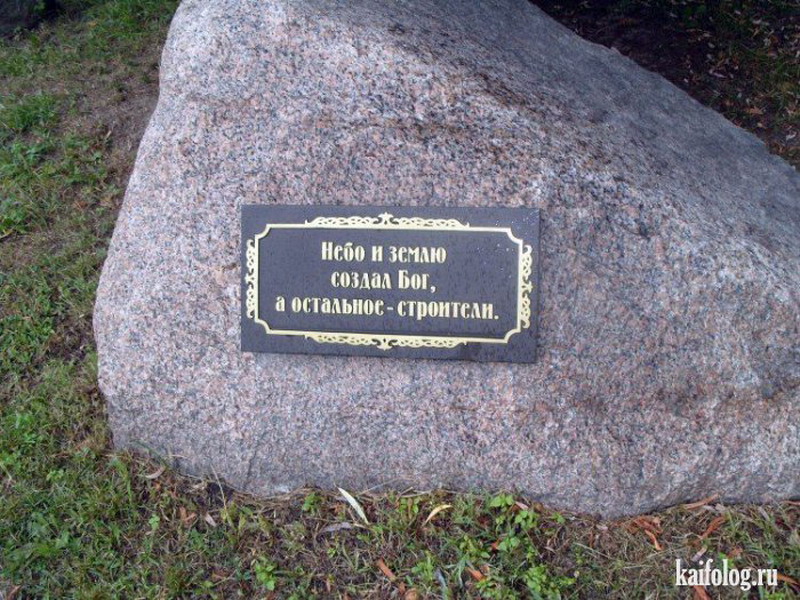 Небо и землю
создал Бог,
а остальное - строители.
kaifolog.ru